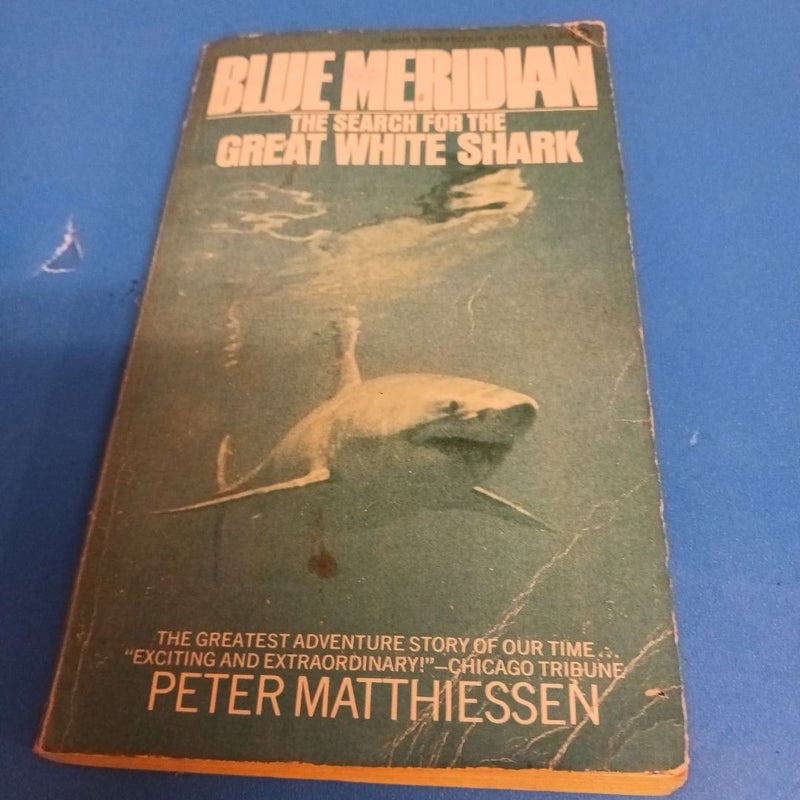 BLUE MERIDIAN
THE SEARCH FOR THE
GREAT WHITE SHARK
THE GREATEST ADVENTURE STORY OF OUR TIME...
"EXCITING AND EXTRAORDINARY!"—CHICAGO TRIBUNE
PETER MATTHIESSEN